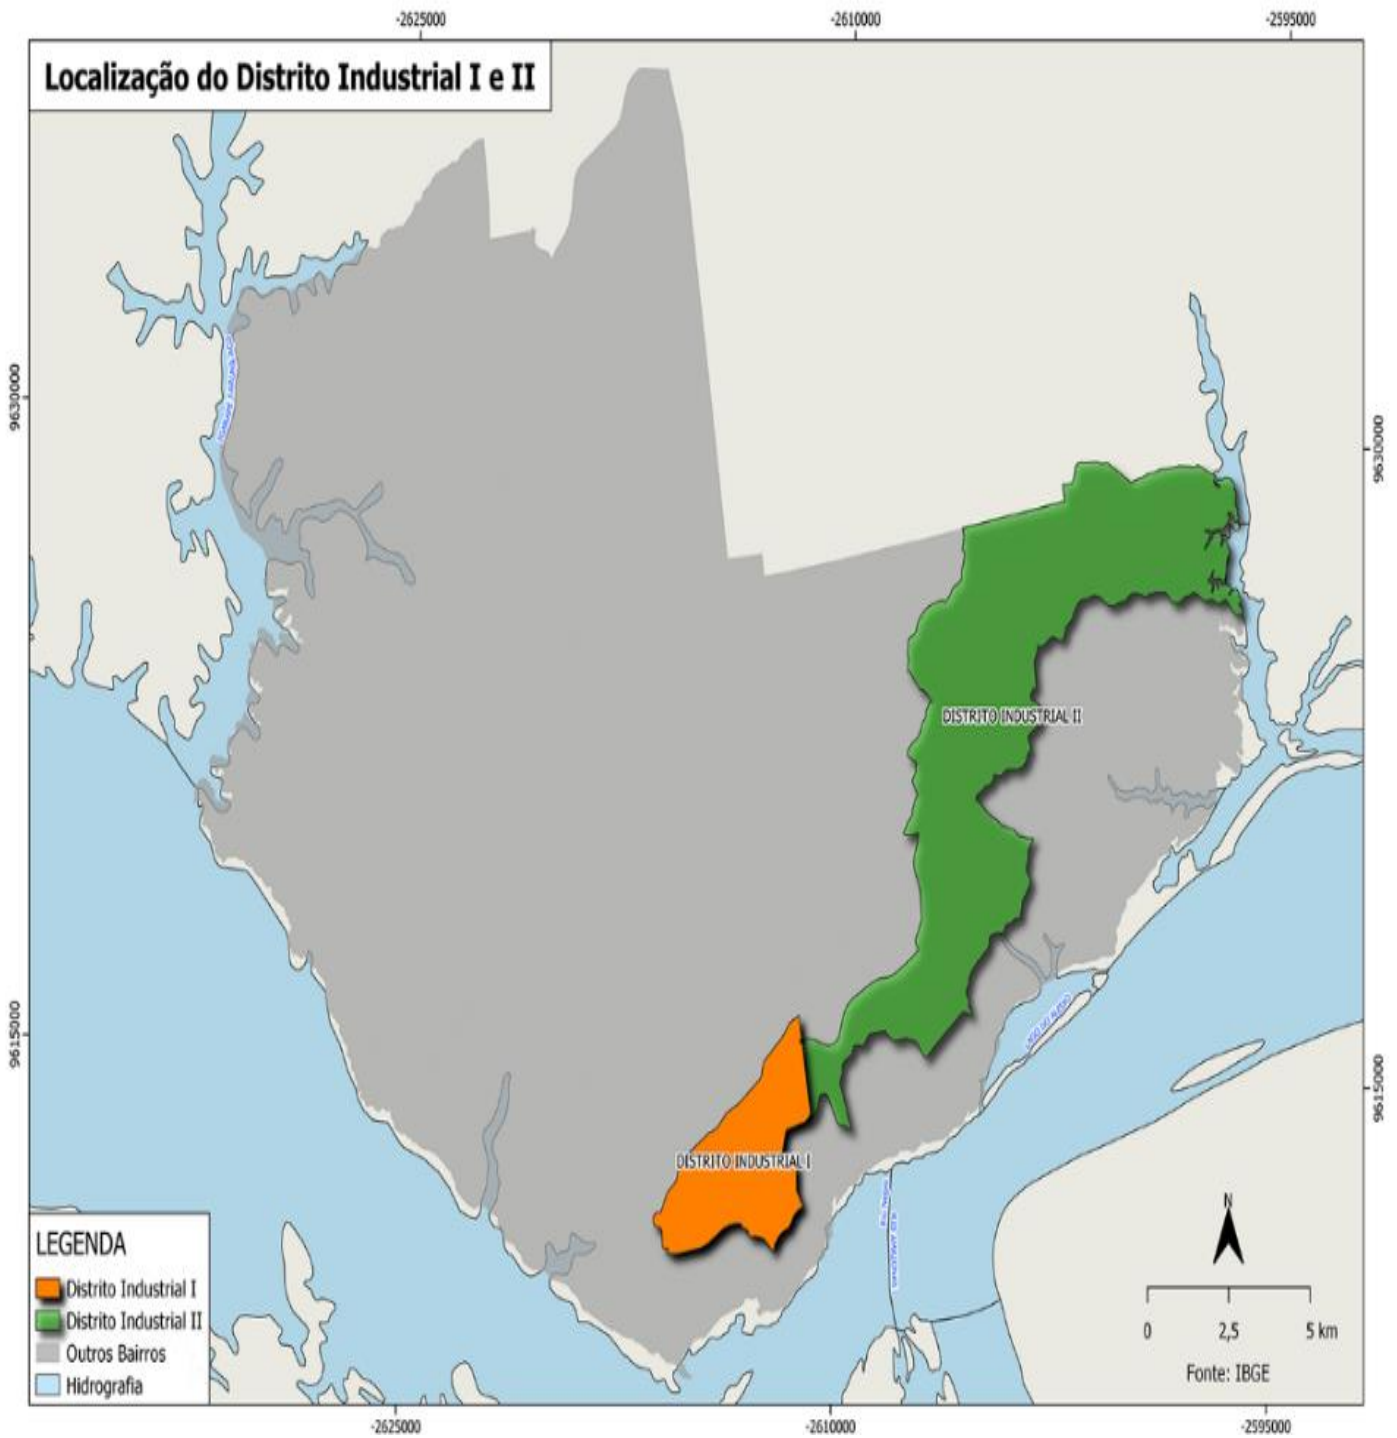 -2625000
-2610000
-2595000
Localização do Distrito Industrial I e II
9630000
9630000
DISTRITO INDUSTRIAL II
9615000
9615000
DISTRITO INDUSTRIAL I
N
LEGENDA
Distrito Industrial I
Distrito Industrial II
Outros Bairros
Hidrografia
0 2,5 5 km
Fonte: IBGE
-2625000
-2610000
-2595000